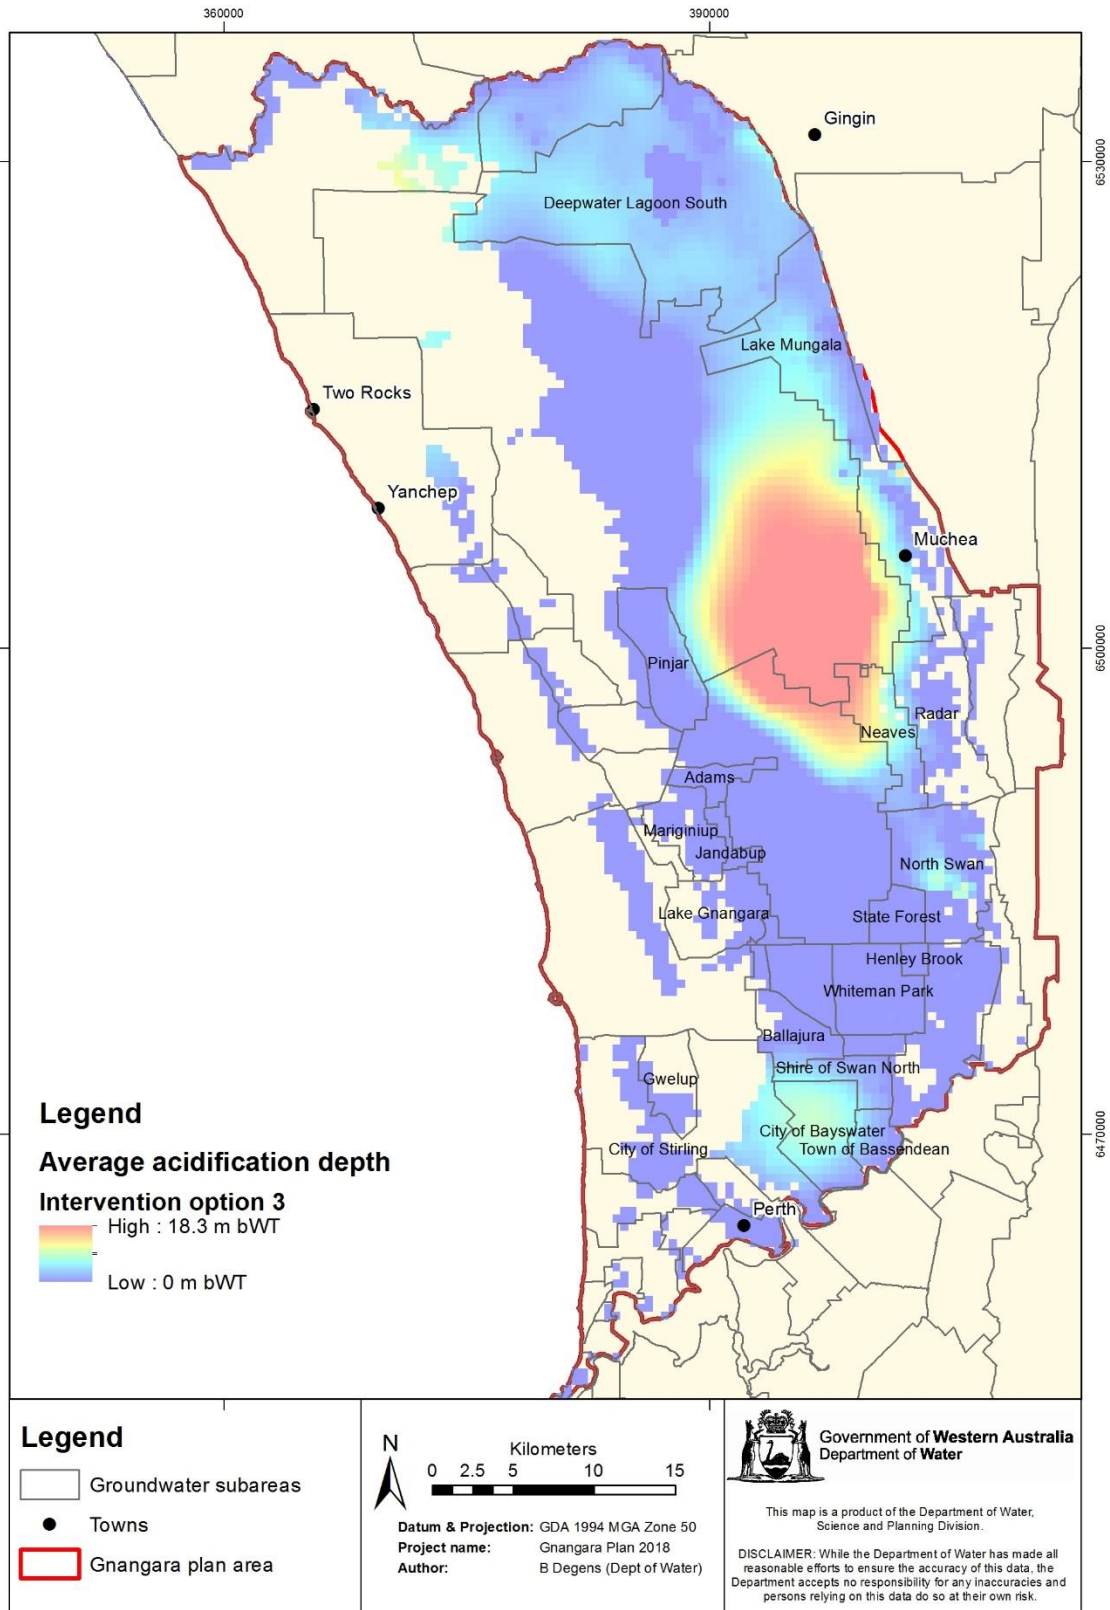 360000
390000
Gingin
6530000
Deepwater Lagoon South
Lake Mungala
Two Rocks
Yanchep
Muchea
6500000
Pinjar
Radar
Neaves
Adams
Mariginiup
Jandabup
North Swan
Lake Gnangara
State Forest
Henley Brook
Whiteman Park
Ballajura
Shire of Swan North
Gwelup
City of Bayswater
6470000
City of Stirling
Town of Bassendean
Perth
Legend
Average acidification depth
Intervention option 3
High : 18.3 m bWT
Low : 0 m bWT
Legend
Groundwater subareas
Towns
Gnangara plan area
N
Kilometers
0 2.5 5 10 15
Datum & Projection: GDA 1994 MGA Zone 50
Project name: Gnangara Plan 2018
Author: B Degens (Dept of Water)
Government of Western Australia
Department of Water
This map is a product of the Department of Water,
Science and Planning Division.
DISCLAIMER: While the Department of Water has made all
reasonable efforts to ensure the accuracy of this data, the
Department accepts no responsibility for any inaccuracies and
persons relying on this data do so at their own risk.